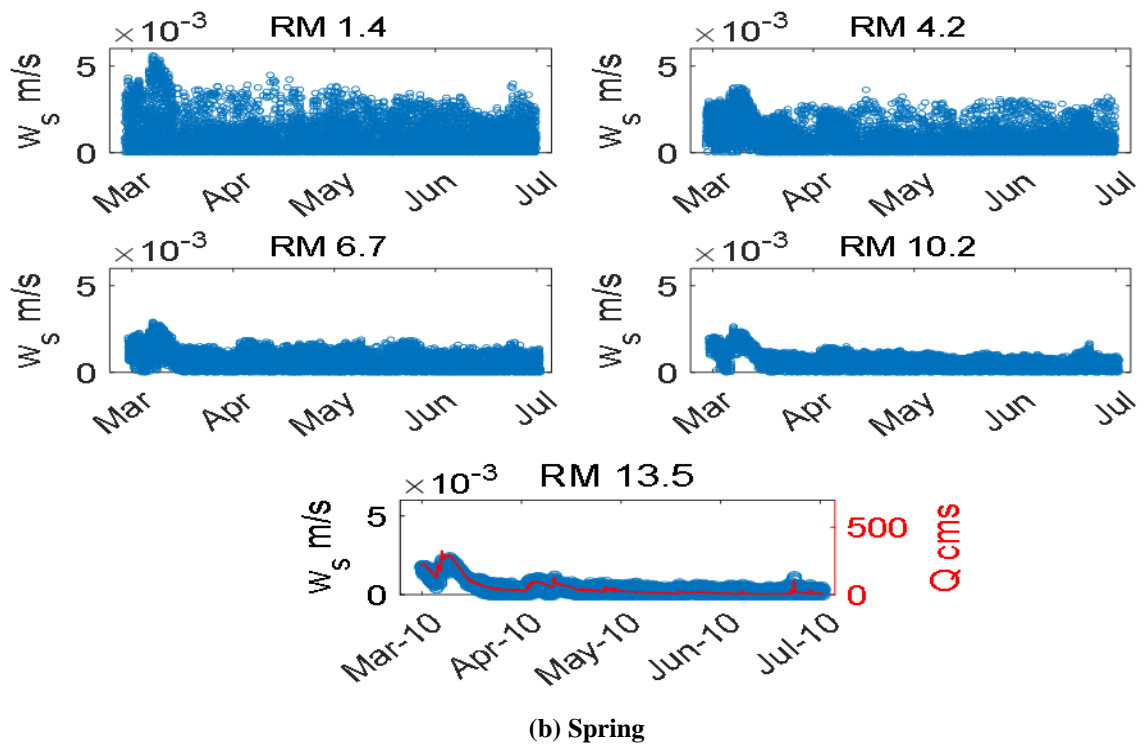 RM 1.4
× 10⁻³
w_s m/s
5
0
Mar Apr May Jun Jul
RM 4.2
× 10⁻³
w_s m/s
5
0
Mar Apr May Jun Jul
RM 6.7
× 10⁻³
w_s m/s
5
0
Mar Apr May Jun Jul
RM 10.2
× 10⁻³
w_s m/s
5
0
Mar Apr May Jun Jul
RM 13.5
× 10⁻³
w_s m/s
5
0
500
0
Q cms
Mar-10 Apr-10 May-10 Jun-10 Jul-10
(b) Spring